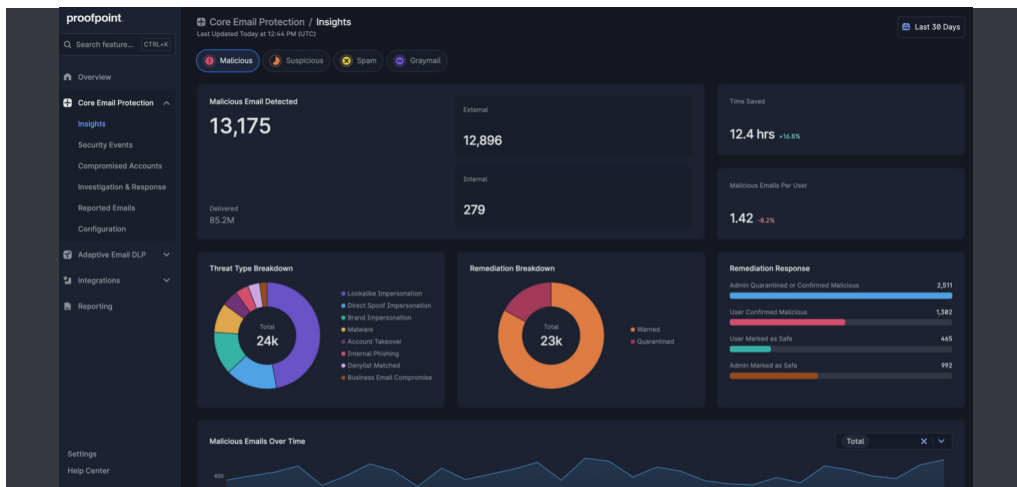 proofpoint.
Search feature... CTRL+K
Overview
Core Email Protection
Insights
Security Events
Compromised Accounts
Investigation & Response
Reported Emails
Configuration
Adaptive Email DLP
Integrations
Reporting
Settings
Help Center
Core Email Protection / Insights
Last Updated Today at 12:44 PM (UTC)
Last 30 Days
Malicious
Suspicious
Spam
Graymail
Malicious Email Detected
13,175
Delivered
85.2M
External
12,896
Internal
279
Time Saved
12.4 hrs +16.8%
Malicious Emails Per User
1.42 -8.2%
Threat Type Breakdown
Total
24k
Lookalike Impersonation
Direct Spoof Impersonation
Brand Impersonation
Malware
Account Takeover
Internal Phishing
Denylist Matched
Business Email Compromise
Remediation Breakdown
Total
23k
Warned
Quarantined
Remediation Response
Admin Quarantined or Confirmed Malicious 2,511
User Confirmed Malicious 1,302
User Marked as Safe 465
Admin Marked as Safe 992
Malicious Emails Over Time
Total
400